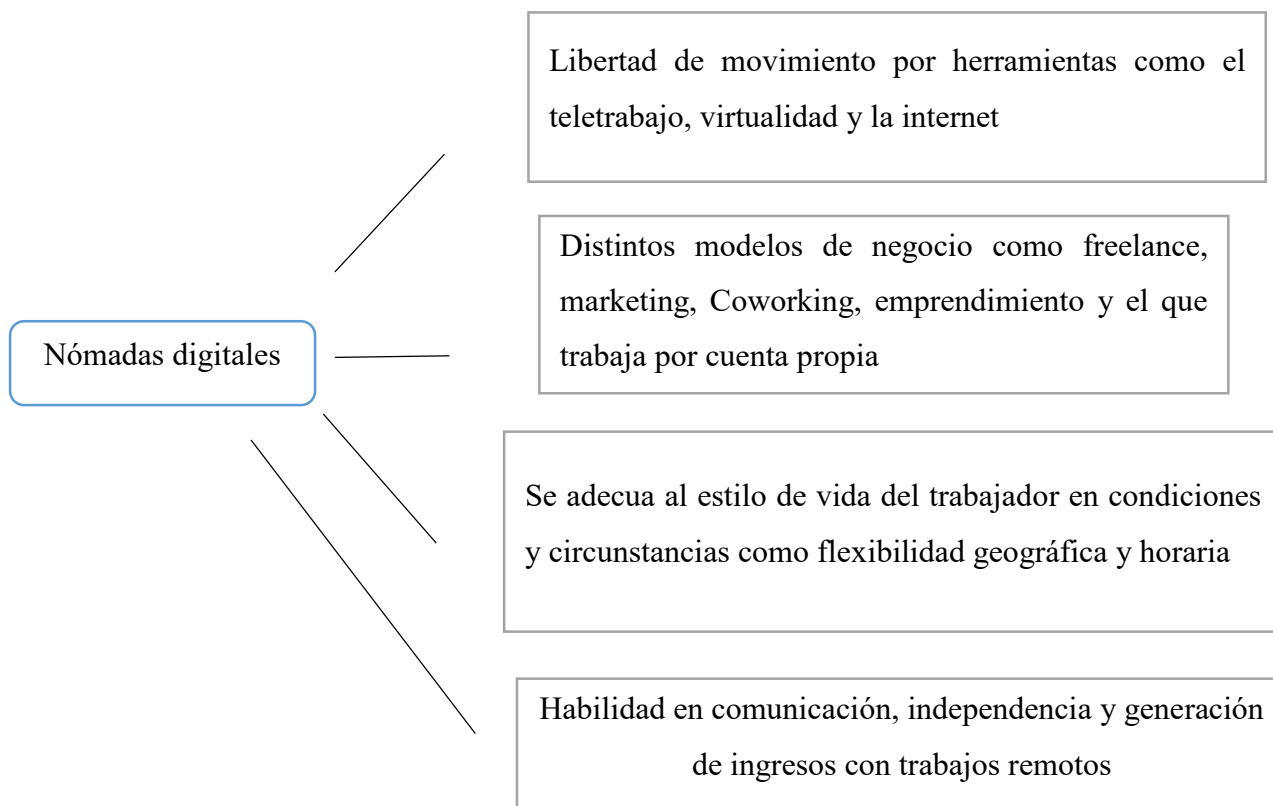 Libertad de movimiento por herramientas como el
teletrabajo, virtualidad y la internet
Distintos modelos de negocio como freelance,
marketing, Coworking, emprendimiento y el que
trabaja por cuenta propia
Nómadas digitales
Se adecua al estilo de vida del trabajador en condiciones
y circunstancias como flexibilidad geográfica y horaria
Habilidad en comunicación, independencia y generación
de ingresos con trabajos remotos